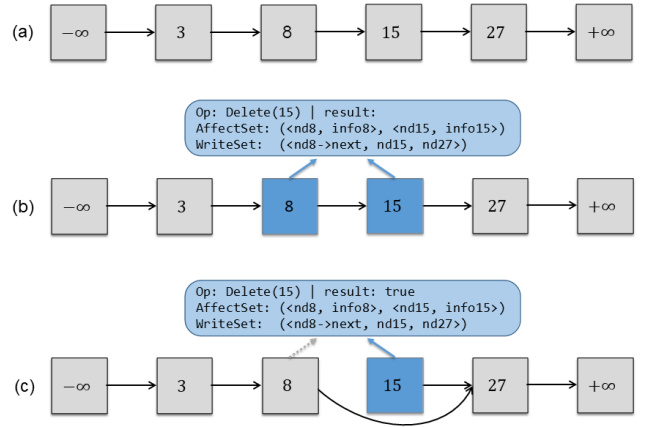 (a) −∞ 3 8 15 27 +∞
Op: Delete(15) | result:
AffectSet: (<nd8, info8>, <nd15, info15>)
WriteSet: (<nd8->next, nd15, nd27>)
(b) −∞ 3 8 15 27 +∞
Op: Delete(15) | result: true
AffectSet: (<nd8, info8>, <nd15, info15>)
WriteSet: (<nd8->next, nd15, nd27>)
(c) −∞ 3 8 15 27 +∞